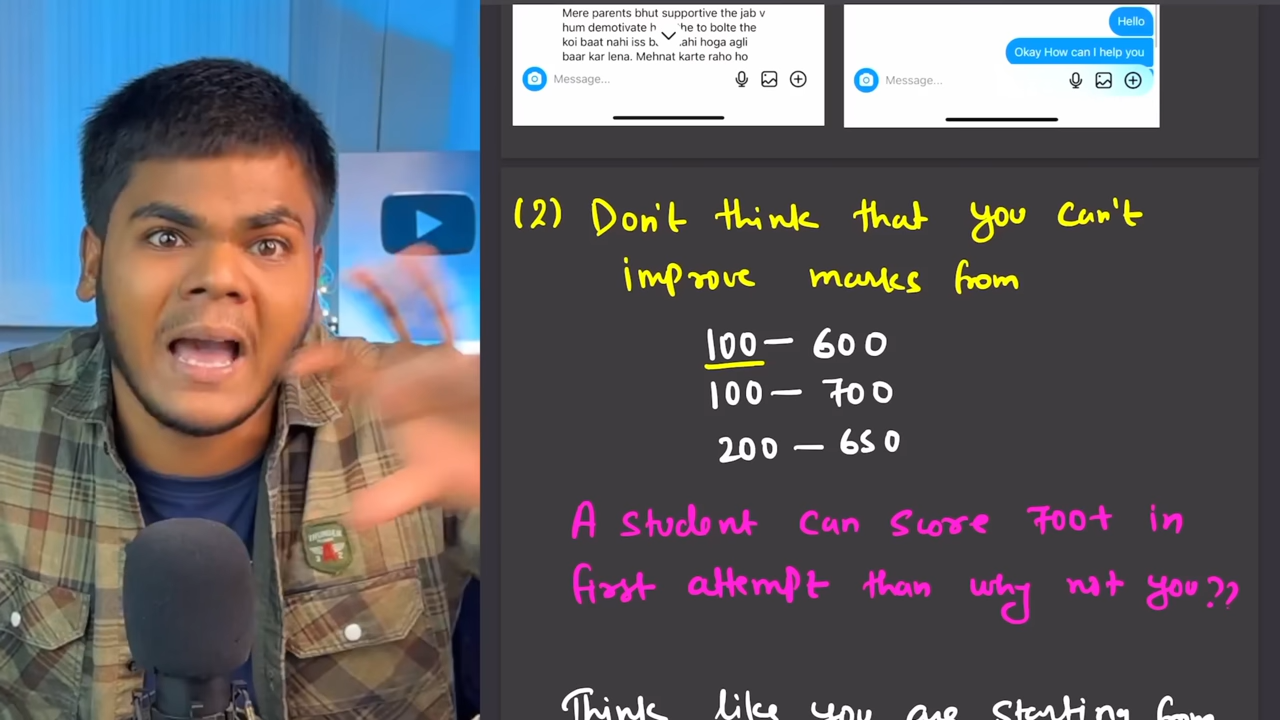 Mere parents bhut supportive the jab v
hum demotivate h he to bolte the
koi baat nahi iss b ahi hoga agli
baar kar lena. Mehnat karte raho ho
Message...
Hello
Okay How can I help you
Message...
(2) Don't think that you can't
improve marks from
100 — 600
100 — 700
200 — 650
A student can score 700+ in
first attempt than why not you??
Think like you are starting from